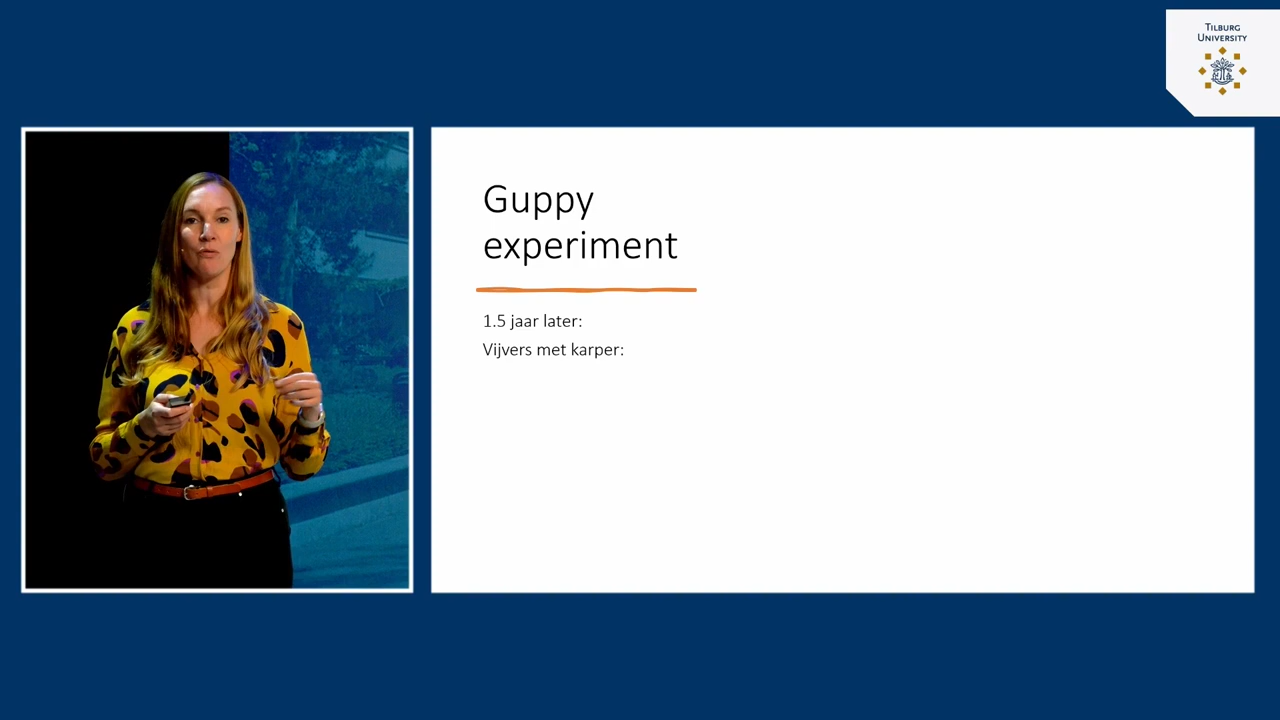 TILBURG
UNIVERSITY
Guppy
experiment
1.5 jaar later:
Vijvers met karper: